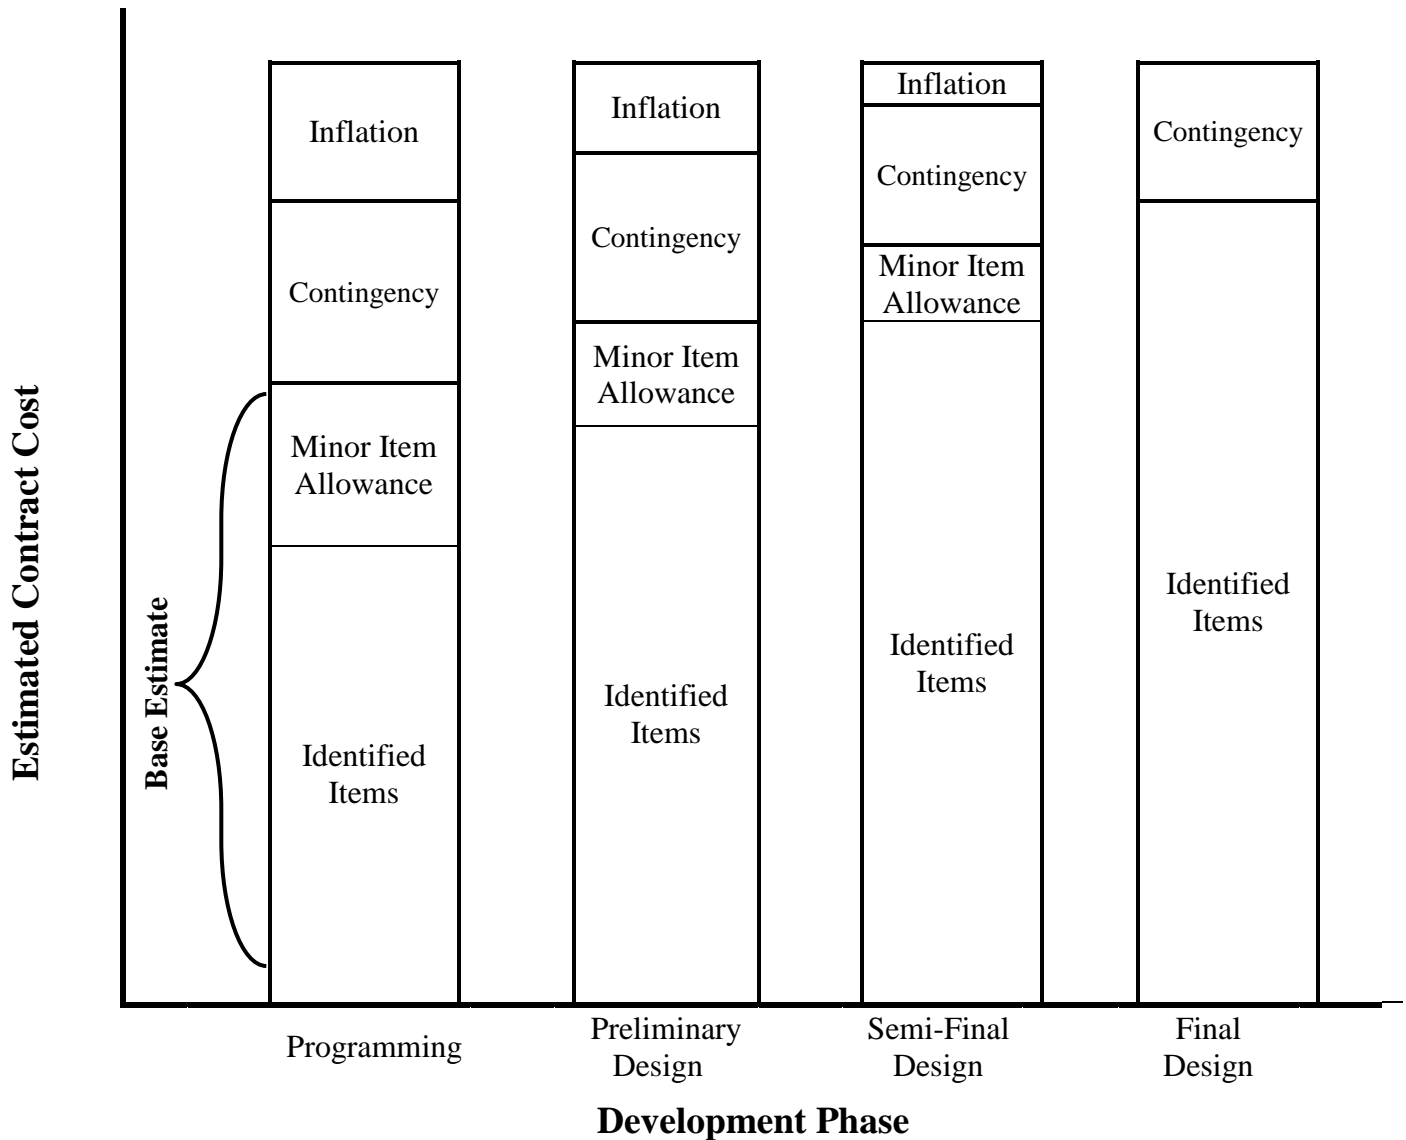 Estimated Contract Cost
Base Estimate
Inflation
Contingency
Minor Item
Allowance
Identified
Items
Programming
Inflation
Contingency
Minor Item
Allowance
Identified
Items
Preliminary
Design
Inflation
Contingency
Minor Item
Allowance
Identified
Items
Semi-Final
Design
Contingency
Identified
Items
Final
Design
Development Phase